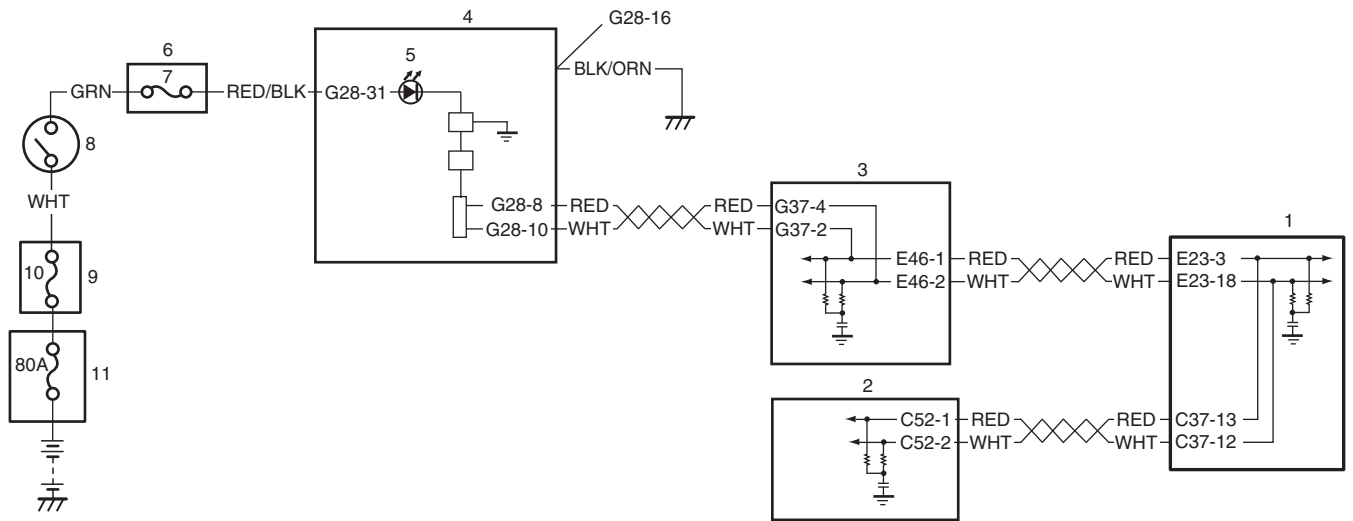 4
G28-16
6
5
BLK/ORN
7
GRN
RED/BLK
G28-31
8
3
WHT
G28-8 RED RED G37-4
G28-10 WHT WHT G37-2
1
10
9
E46-1 RED RED E23-3
E46-2 WHT WHT E23-18
80A
11
2
C52-1 RED RED C37-13
C52-2 WHT WHT C37-12